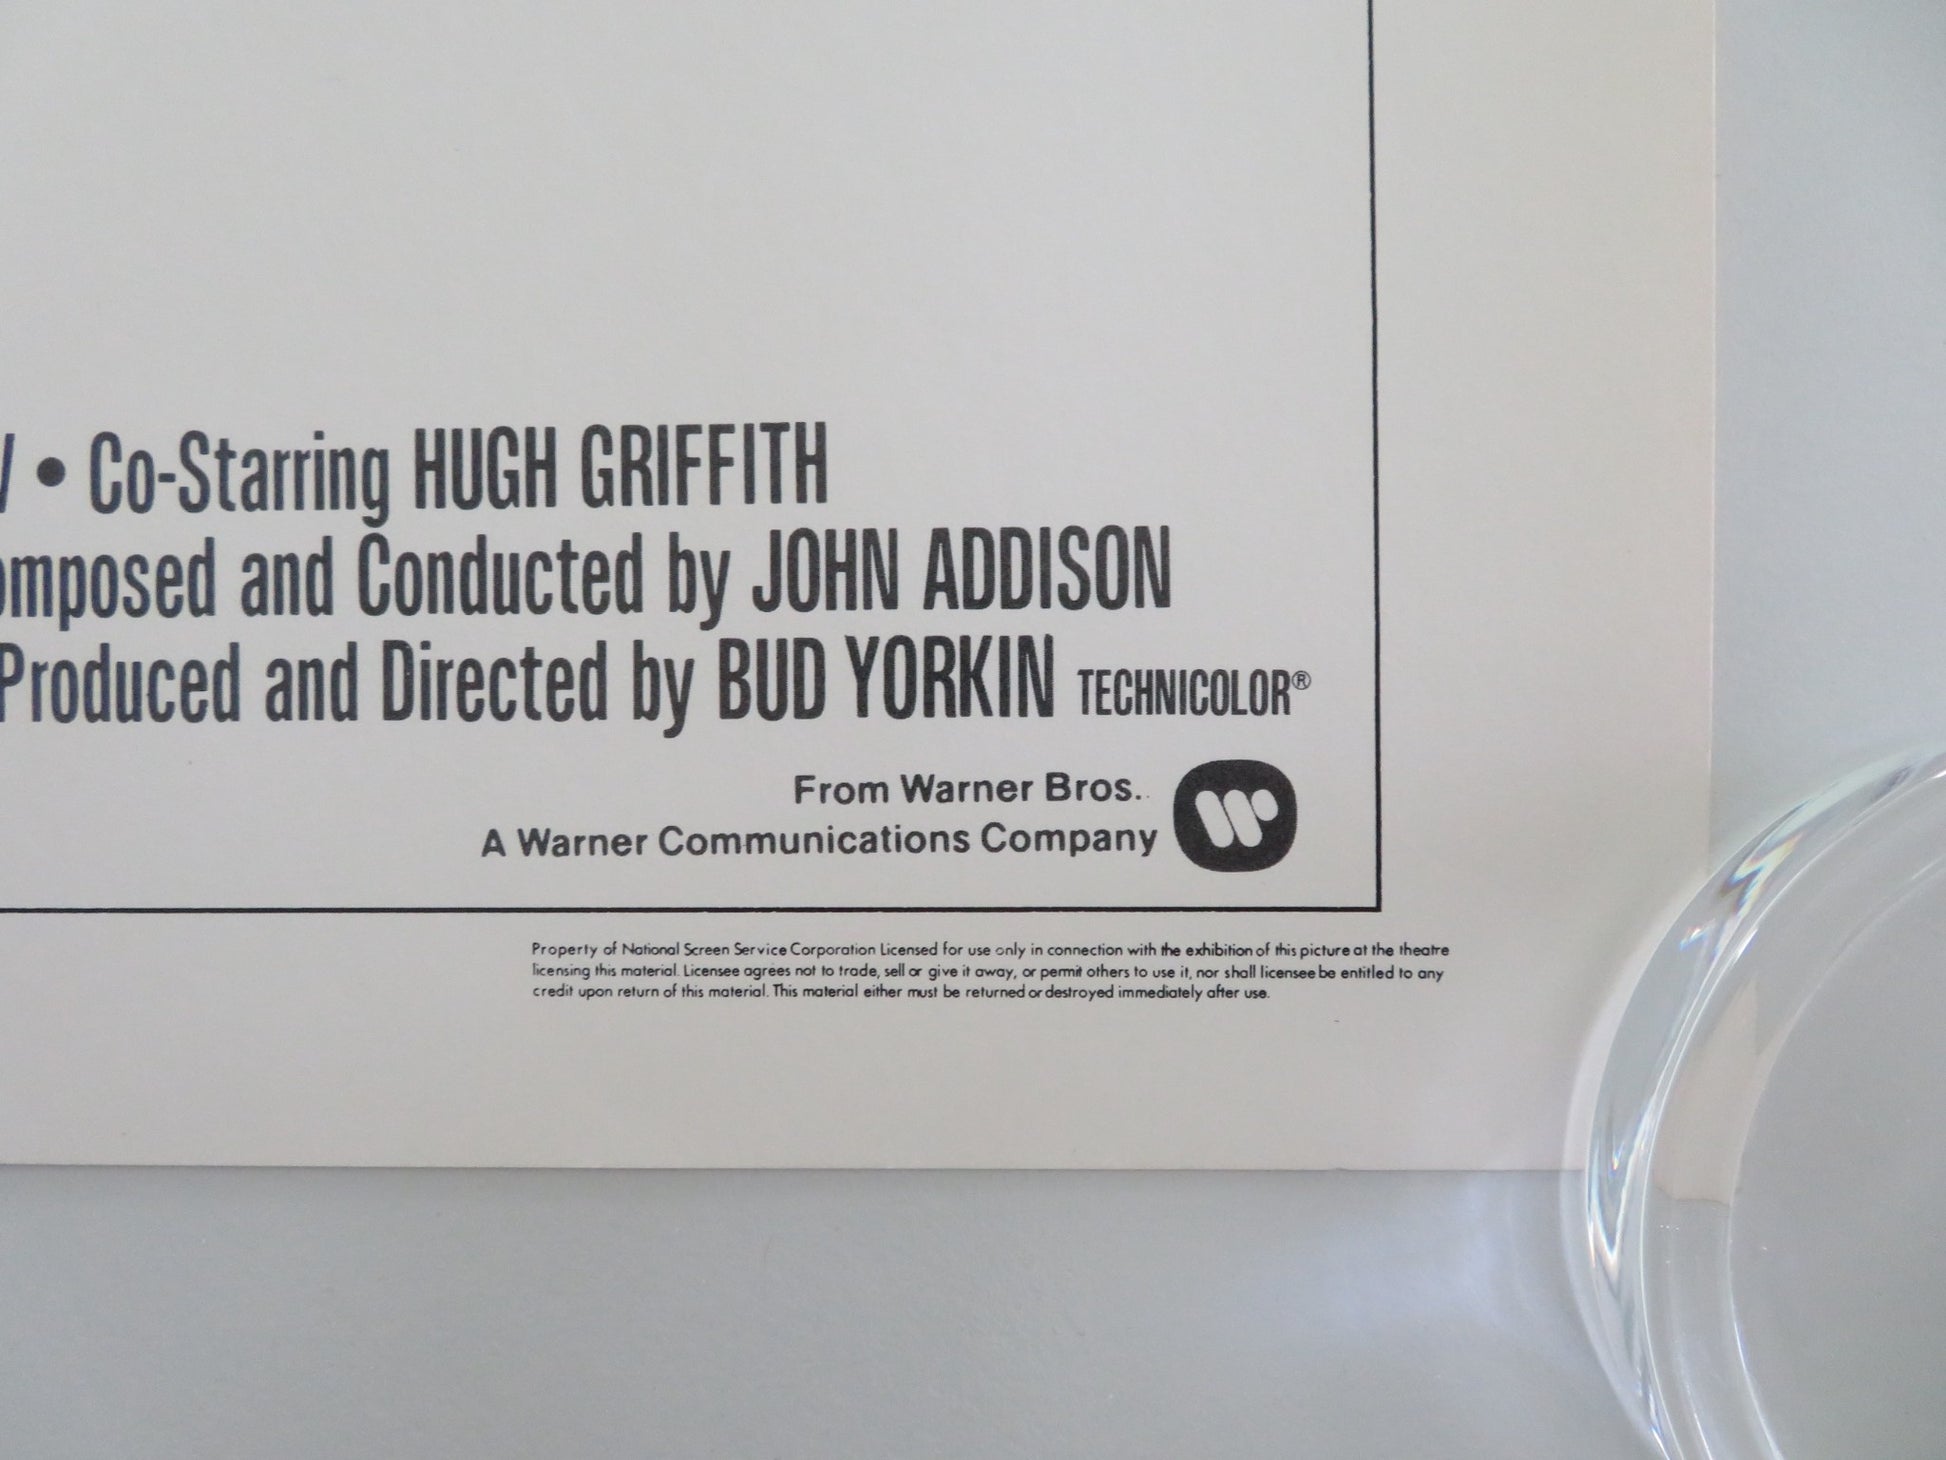 • Co-Starring HUGH GRIFFITH
omposed and Conducted by JOHN ADDISON
Produced and Directed by BUD YORKIN TECHNICOLOR®
From Warner Bros.
A Warner Communications Company
Property of National Screen Service Corporation Licensed for use only in connection with the exhibition of this picture at the theatre
licensing this material. Licensee agrees not to trade, sell or give it away, or permit others to use it, nor shall licensee be entitled to any
credit upon return of this material. This material either must be returned or destroyed immediately after use.